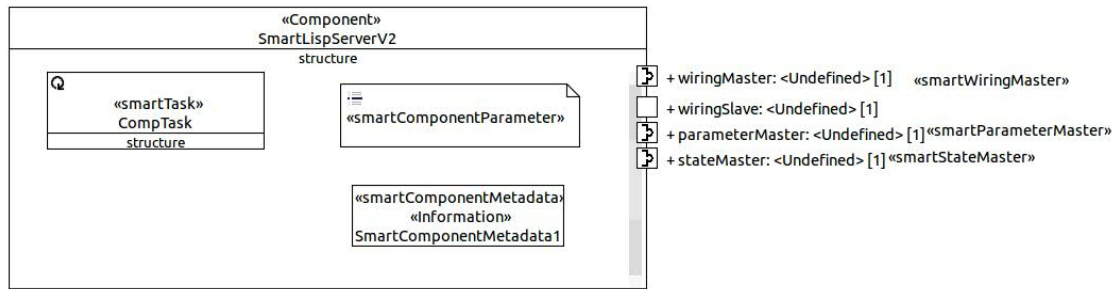 «Component»
SmartLispServerV2
structure
«smartTask»
CompTask
structure
«smartComponentParameter»
«smartComponentMetadata»
«Information»
SmartComponentMetadata1
+ wiringMaster: <Undefined> [1] «smartWiringMaster»
+ wiringSlave: <Undefined> [1]
+ parameterMaster: <Undefined> [1] «smartParameterMaster»
+ stateMaster: <Undefined> [1] «smartStateMaster»